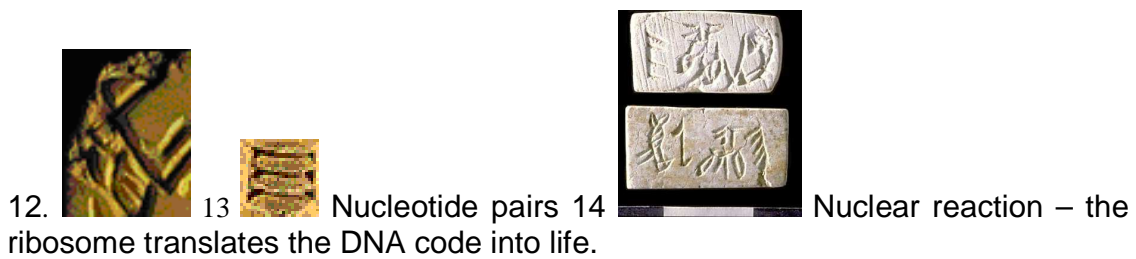 12. 13 Nucleotide pairs 14 Nuclear reaction – the
ribosome translates the DNA code into life.